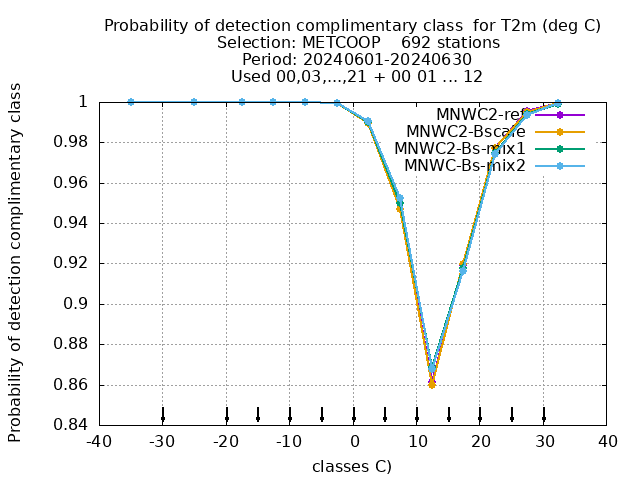 Probability of detection complimentary class for T2m (deg C)
Selection: METCOOP 692 stations
Period: 20240601-20240630
Used 00,03,...,21 + 00 01 ... 12
Probability of detection complimentary class
1
0.98
0.96
0.94
0.92
0.9
0.88
0.86
0.84
MNWC2-ref
MNWC2-Bscare
MNWC2-Bs-mix1
MNWC-Bs-mix2
-40 -30 -20 -10 0 10 20 30 40
classes C)